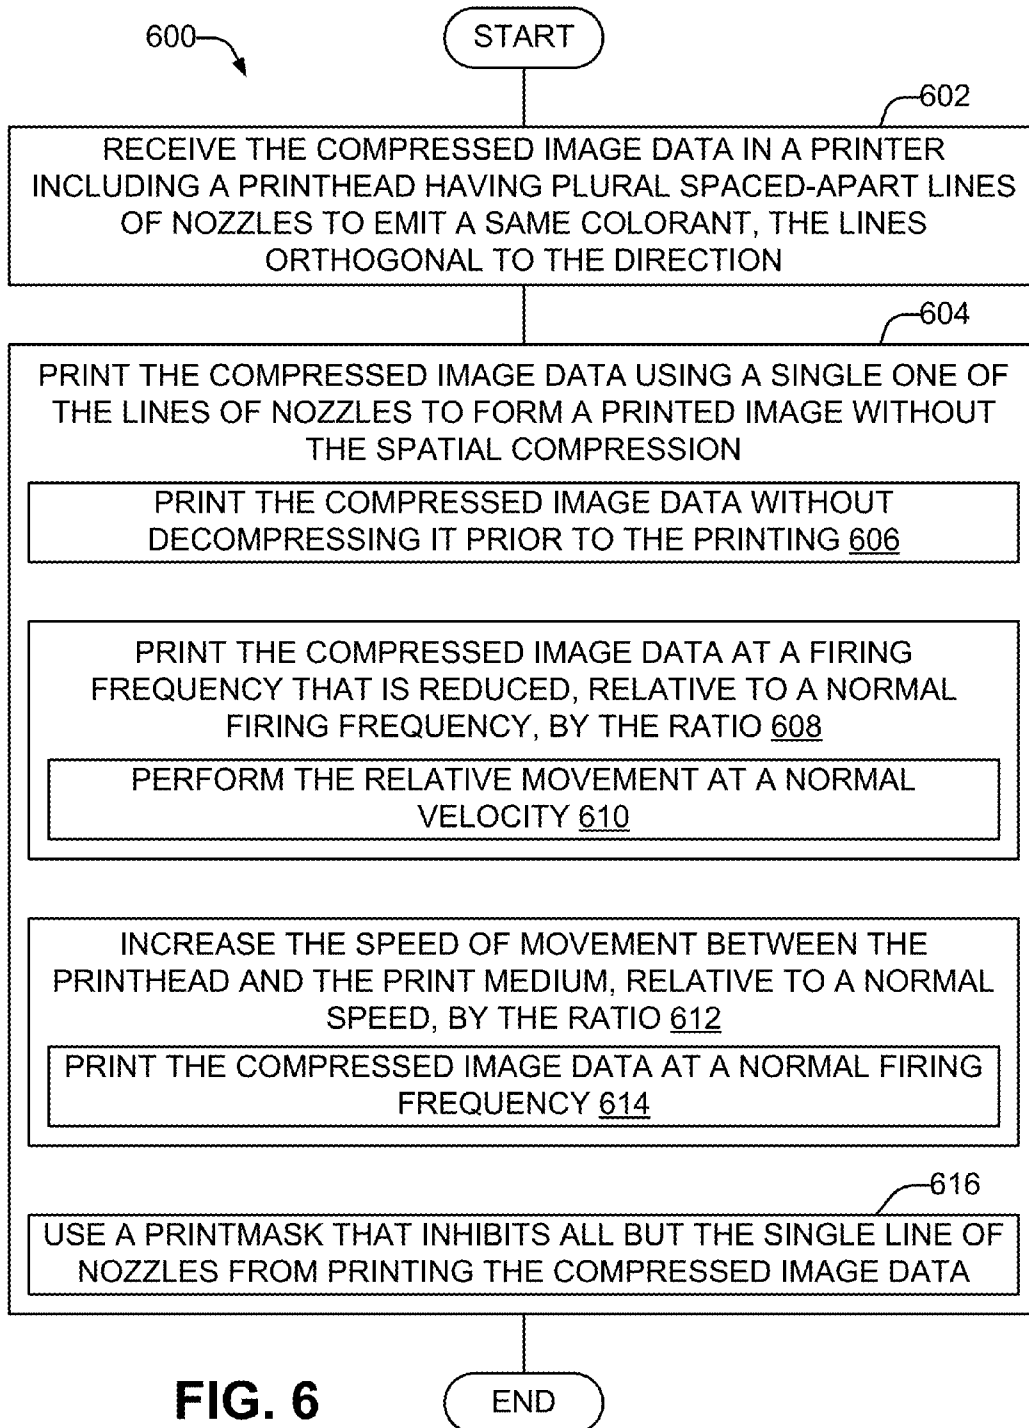 600
START
602
RECEIVE THE COMPRESSED IMAGE DATA IN A PRINTER
INCLUDING A PRINTHEAD HAVING PLURAL SPACED-APART LINES
OF NOZZLES TO EMIT A SAME COLORANT, THE LINES
ORTHOGONAL TO THE DIRECTION
604
PRINT THE COMPRESSED IMAGE DATA USING A SINGLE ONE OF
THE LINES OF NOZZLES TO FORM A PRINTED IMAGE WITHOUT
THE SPATIAL COMPRESSION
PRINT THE COMPRESSED IMAGE DATA WITHOUT
DECOMPRESSING IT PRIOR TO THE PRINTING 606
PRINT THE COMPRESSED IMAGE DATA AT A FIRING
FREQUENCY THAT IS REDUCED, RELATIVE TO A NORMAL
FIRING FREQUENCY, BY THE RATIO 608
PERFORM THE RELATIVE MOVEMENT AT A NORMAL
VELOCITY 610
INCREASE THE SPEED OF MOVEMENT BETWEEN THE
PRINTHEAD AND THE PRINT MEDIUM, RELATIVE TO A NORMAL
SPEED, BY THE RATIO 612
PRINT THE COMPRESSED IMAGE DATA AT A NORMAL FIRING
FREQUENCY 614
616
USE A PRINTMASK THAT INHIBITS ALL BUT THE SINGLE LINE OF
NOZZLES FROM PRINTING THE COMPRESSED IMAGE DATA
FIG. 6
END